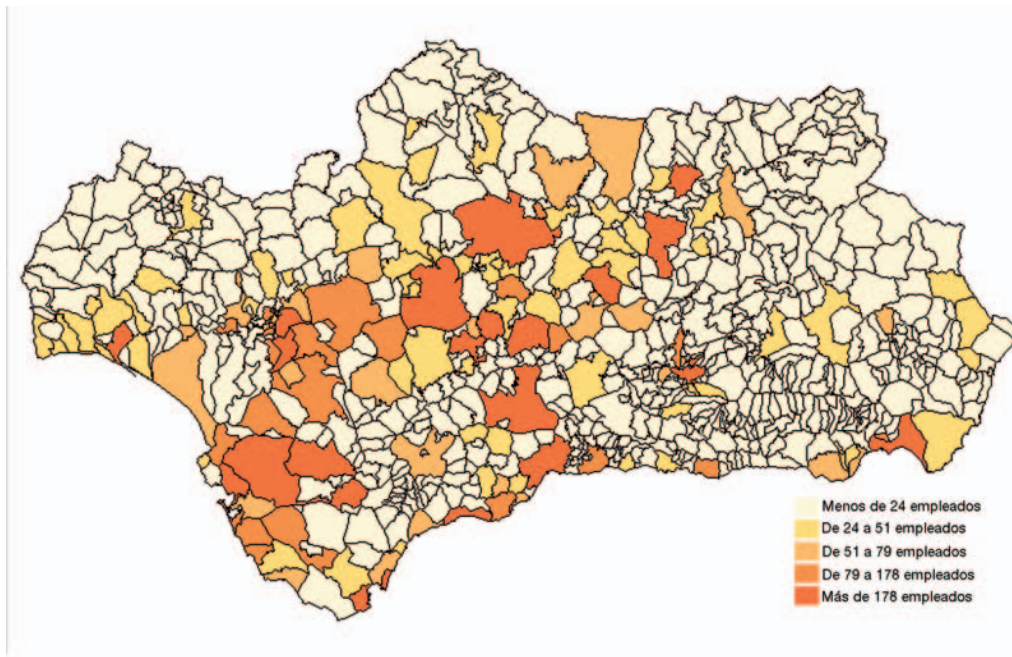 Menos de 24 empleados
De 24 a 51 empleados
De 51 a 79 empleados
De 79 a 178 empleados
Más de 178 empleados